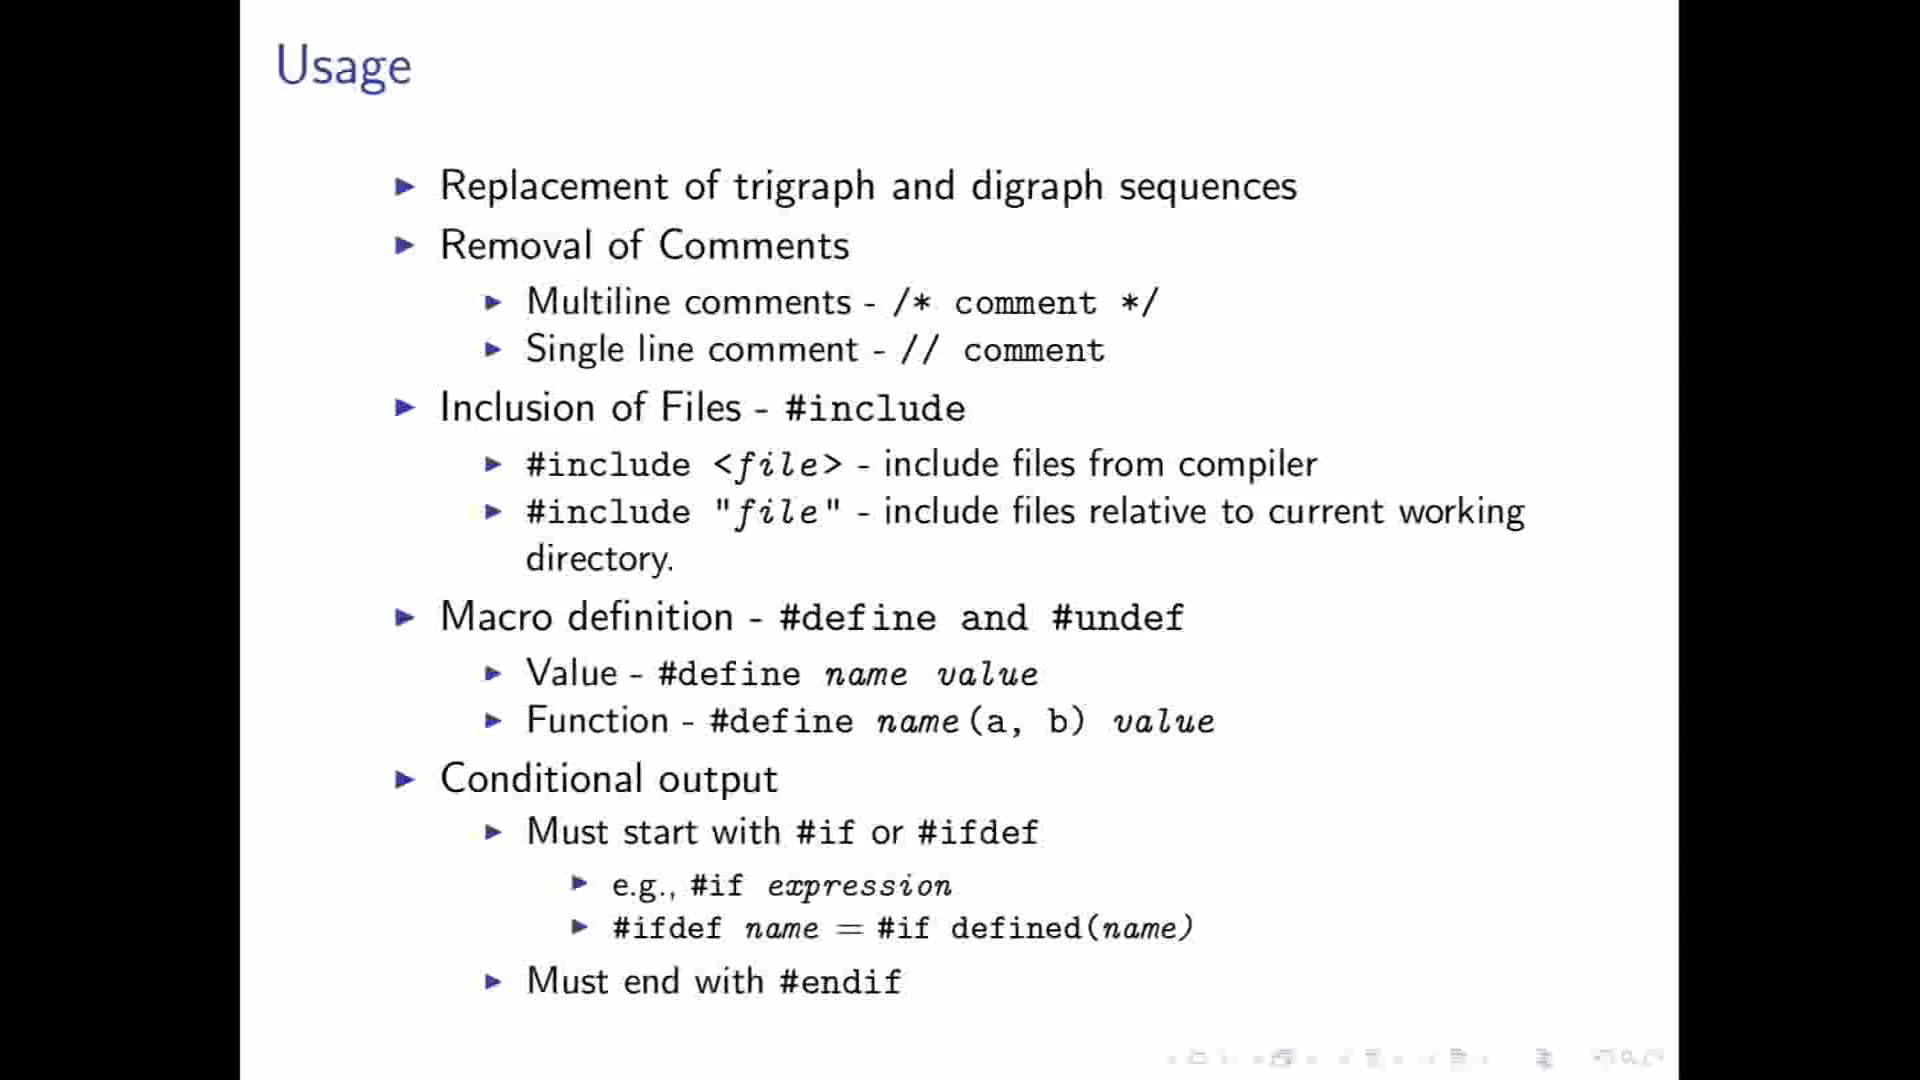 Usage
Replacement of trigraph and digraph sequences
Removal of Comments
Multiline comments - /* comment */
Single line comment - // comment
Inclusion of Files - #include
#include <file> - include files from compiler
#include "file" - include files relative to current working
directory.
Macro definition - #define and #undef
Value - #define name value
Function - #define name(a, b) value
Conditional output
Must start with #if or #ifdef
e.g., #if expression
#ifdef name = #if defined(name)
Must end with #endif